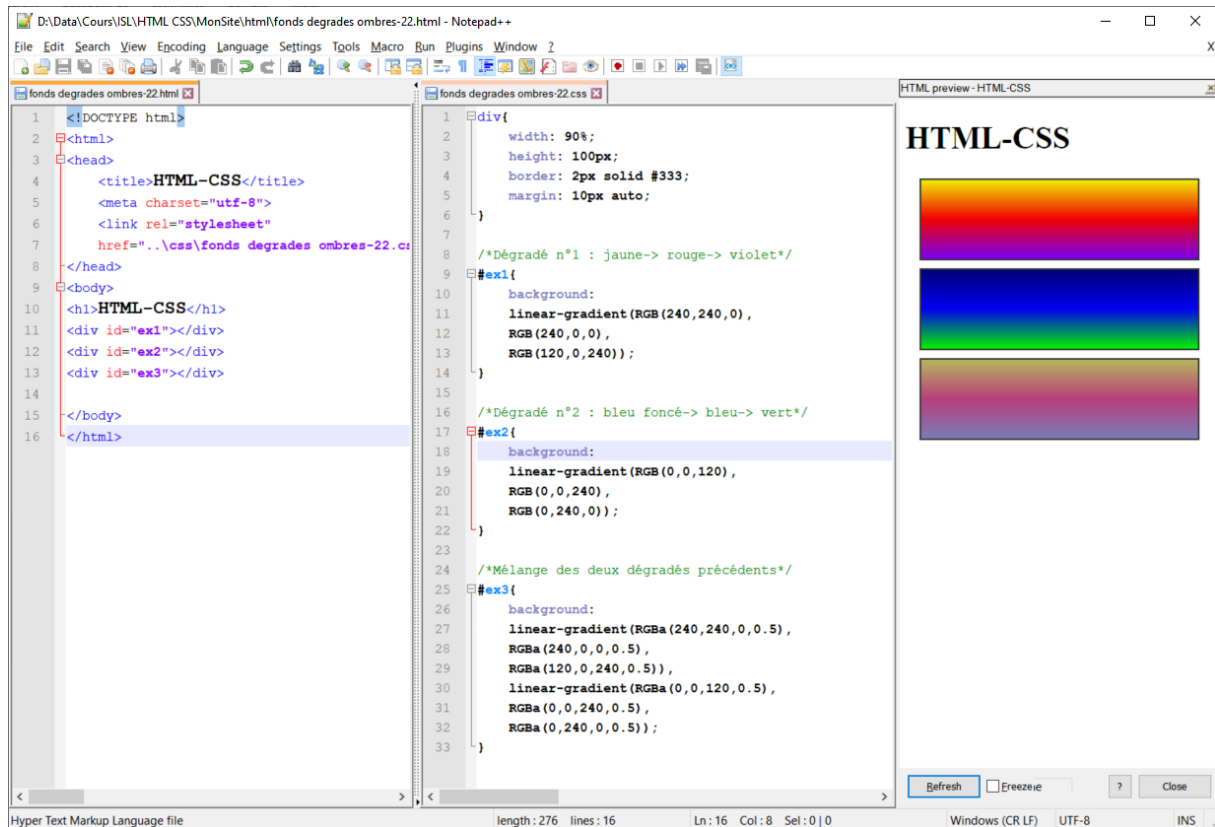 D:\Data\Cours\ISL\HTML CSS\MonSite\html\fonds degrades ombres-22.html - Notepad++
File Edit Search View Encoding Language Settings Tools Macro Run Plugins Window ? X
fonds degrades ombres-22.html
1 <!DOCTYPE html>
2 <html>
3 <head>
4 <title>HTML-CSS</title>
5 <meta charset="utf-8">
6 <link rel="stylesheet"
7 href="..\css\fonds degrades ombres-22.cs
8 </head>
9 <body>
10 <h1>HTML-CSS</h1>
11 <div id="ex1"></div>
12 <div id="ex2"></div>
13 <div id="ex3"></div>
14
15 </body>
16 </html>
fonds degrades ombres-22.css
1 div{
2 width: 90%;
3 height: 100px;
4 border: 2px solid #333;
5 margin: 10px auto;
6 }
7
8 /*Dégradé n°1 : jaune-> rouge-> violet*/
9 #ex1{
10 background:
11 linear-gradient(RGB(240,240,0),
12 RGB(240,0,0),
13 RGB(120,0,240));
14 }
15
16 /*Dégradé n°2 : bleu foncé-> bleu-> vert*/
17 #ex2{
18 background:
19 linear-gradient(RGB(0,0,120),
20 RGB(0,0,240),
21 RGB(0,240,0));
22 }
23
24 /*Mélange des deux dégradés précédents*/
25 #ex3{
26 background:
27 linear-gradient(RGBa(240,240,0,0.5),
28 RGBa(240,0,0,0.5),
29 RGBa(120,0,240,0.5)),
30 linear-gradient(RGBa(0,0,120,0.5),
31 RGBa(0,0,240,0.5),
32 RGBa(0,240,0,0.5));
33 }
HTML preview - HTML-CSS
HTML-CSS
Refresh ? Close
Hyper Text Markup Language file length : 276 lines : 16 Ln : 16 Col : 8 Sel : 0 | 0 Windows (CR LF) UTF-8 INS